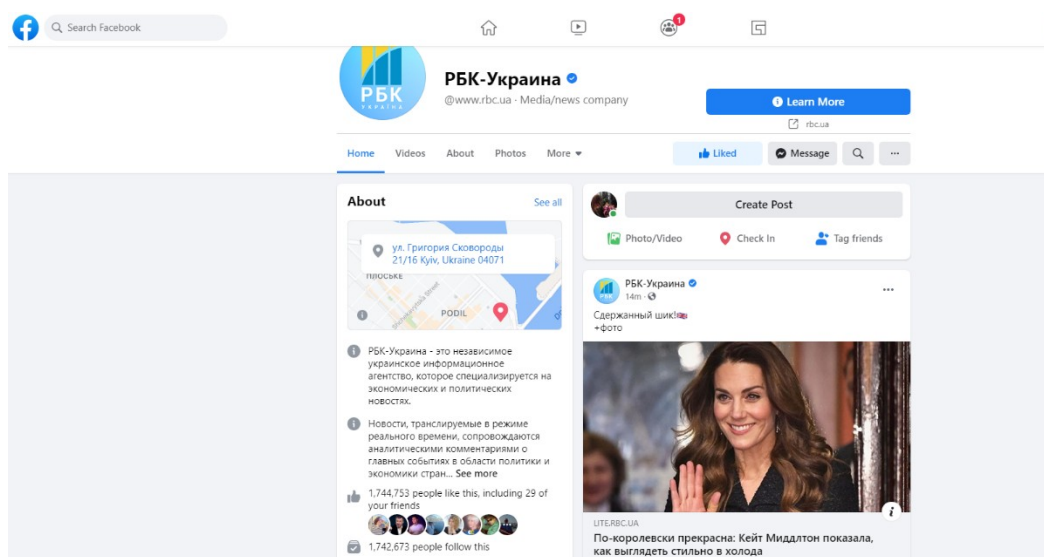 Search Facebook
1
РБК
УКРАЇНА
РБК-Украина
@www.rbc.ua · Media/news company
Learn More
rbc.ua
Home
Videos
About
Photos
More
Liked
Message
About
See all
ул. Григория Сковороды
21/16 Kyiv, Ukraine 04071
ПЛОСЬКЕ
PODIL
РБК-Украина - это независимое
украинское информационное
агентство, которое специализируется на
экономических и политических
новостях.
Новости, транслируемые в режиме
реального времени, сопровождаются
аналитическими комментариями о
главных событиях в области политики и
экономики стран... See more
1,744,753 people like this, including 29 of
your friends
1,742,673 people follow this
Create Post
Photo/Video
Check In
Tag friends
РБК-Украина
14m ·
Сдержанный шик!
+фото
LITE.RBC.UA
По-королевски прекрасна: Кейт Миддлтон показала,
как выглядеть стильно в холода